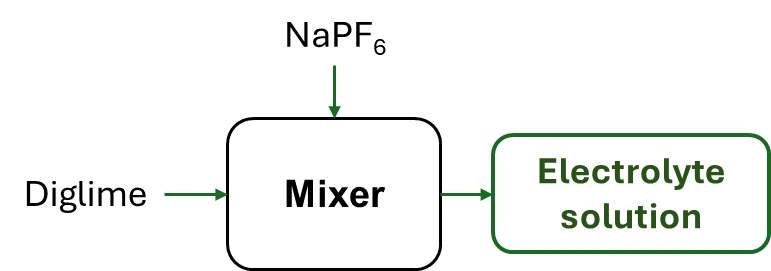 NaPF₆
Diglime
Mixer
Electrolyte
solution